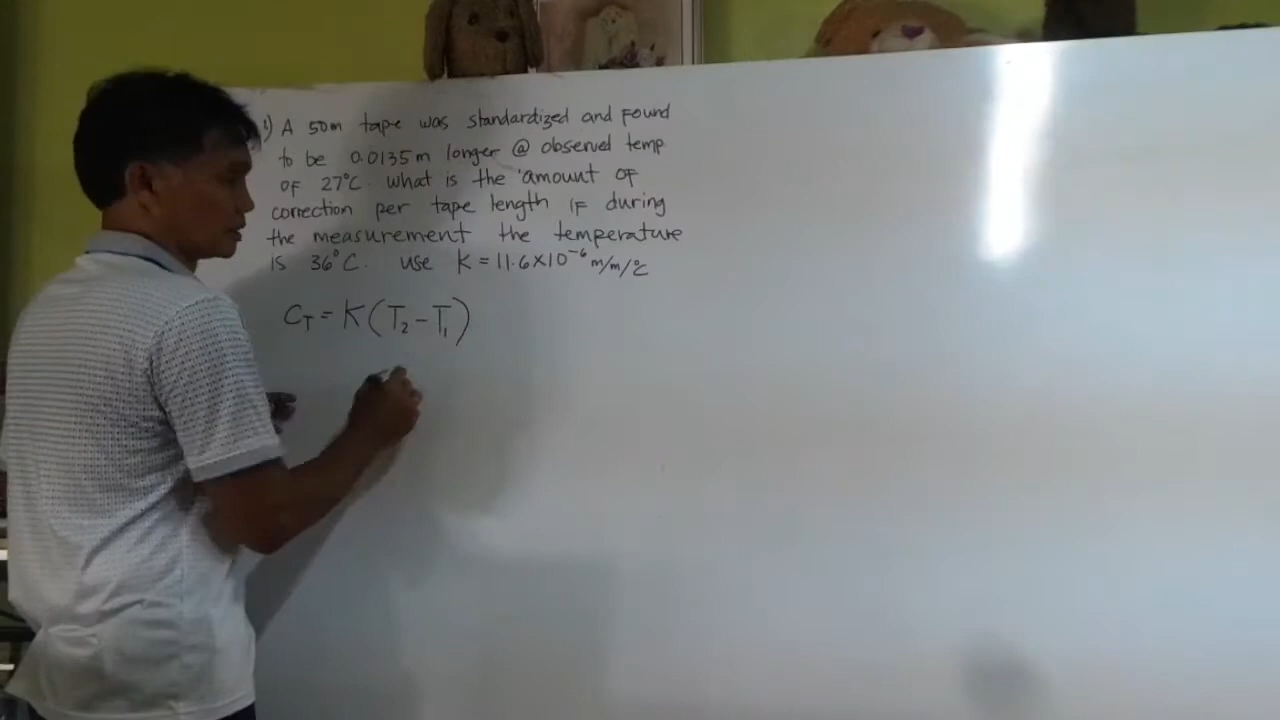 1) A 50m tape was standardized and found
to be 0.0135m longer @ observed temp
of 27°C. What is the amount of
correction per tape length if during
the measurement the temperature
is 36°C. use K = 11.6x10⁻⁶ m/m/°C
C_T = K(T₂ - T₁)